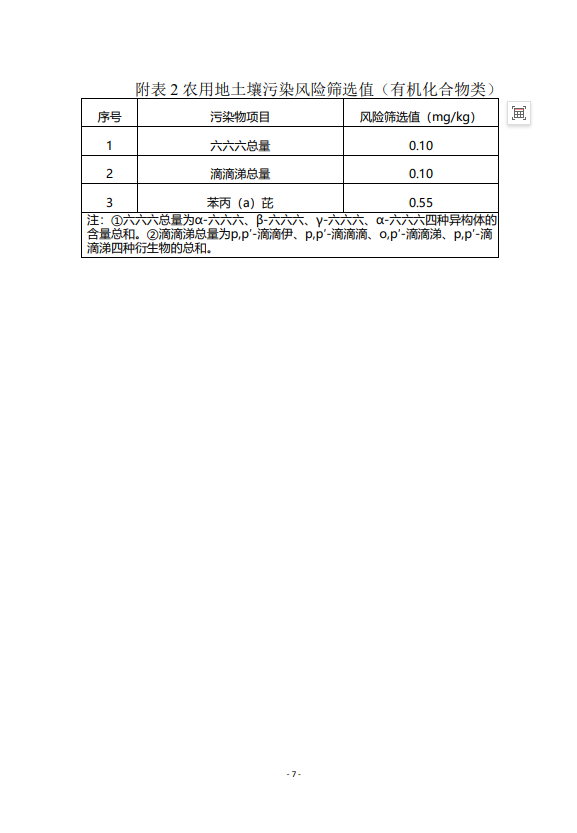 附表 2 农用地土壤污染风险筛选值（有机化合物类）
序号 污染物项目 风险筛选值（mg/kg）
1 六六六总量 0.10
2 滴滴涕总量 0.10
3 苯丙（a）芘 0.55
注：①六六六总量为α-六六六、β-六六六、γ-六六六、α-六六六四种异构体的
含量总和。②滴滴涕总量为p,p’-滴滴伊、p,p’-滴滴滴、o,p’-滴滴涕、p,p’-滴
滴涕四种衍生物的总和。
- 7 -